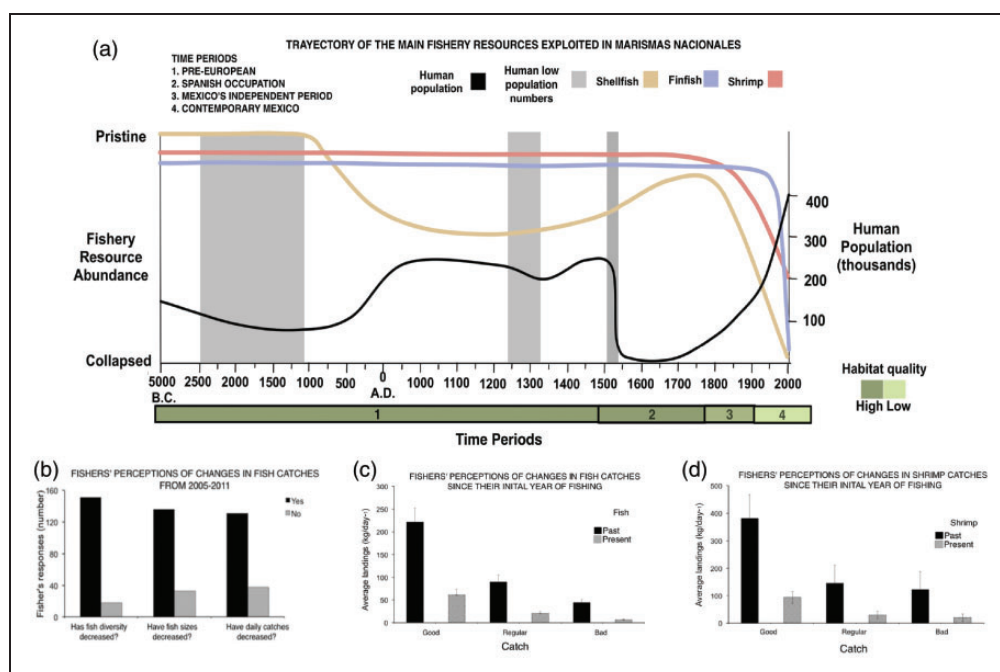 (a)
TRAYECTORY OF THE MAIN FISHERY RESOURCES EXPLOITED IN MARISMAS NACIONALES
TIME PERIODS
1. PRE-EUROPEAN
2. SPANISH OCCUPATION
3. MEXICO'S INDEPENDENT PERIOD
4. CONTEMPORARY MEXICO
Human population
Human low population numbers
Shellfish
Finfish
Shrimp
Pristine
Fishery
Resource
Abundance
Collapsed
400
300
200
100
Human
Population
(thousands)
5000 2500 2000 1500 1000 500 0 1000 1100 1200 1300 1400 1500 1600 1700 1800 1900 2000
B.C. A.D.
1 2 3 4
Time Periods
Habitat quality
High Low
(b)
FISHERS' PERCEPTIONS OF CHANGES IN FISH CATCHES
FROM 2005-2011
Fisher's responses (number)
160
120
80
40
0
Yes
No
Has fish diversity decreased?
Have fish sizes decreased?
Have daily catches decreased?
(c)
FISHERS' PERCEPTIONS OF CHANGES IN FISH CATCHES
SINCE THEIR INITAL YEAR OF FISHING
Average landings (kg/day-¹)
300
250
200
150
100
50
0
Fish
Past
Present
Good Regular Bad
Catch
(d)
FISHERS' PERCEPTIONS OF CHANGES IN SHRIMP CATCHES
SINCE THEIR INITAL YEAR OF FISHING
Average landings (kg/day-¹)
500
400
300
200
100
0
Shrimp
Past
Present
Good Regular Bad
Catch